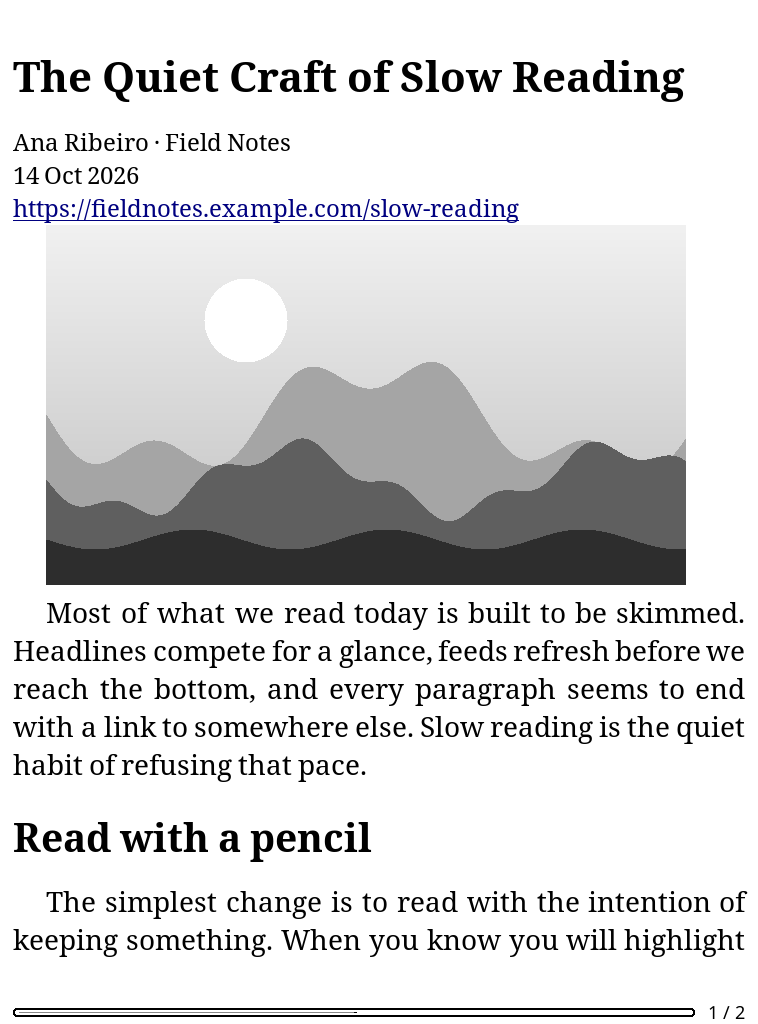 The Quiet Craft of Slow Reading
Ana Ribeiro · Field Notes
14 Oct 2026
https://fieldnotes.example.com/slow-reading
Most of what we read today is built to be skimmed.
Headlines compete for a glance, feeds refresh before we
reach the bottom, and every paragraph seems to end
with a link to somewhere else. Slow reading is the quiet
habit of refusing that pace.
Read with a pencil
The simplest change is to read with the intention of
keeping something. When you know you will highlight
1 / 2